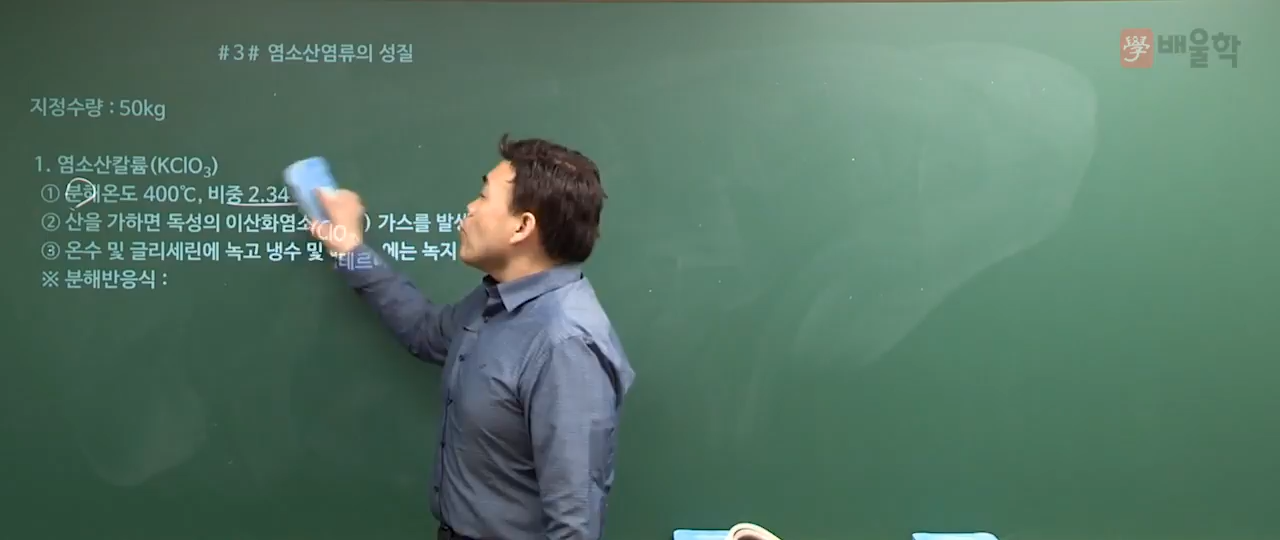 #3# 염소산염류의 성질
學 배울학
지정수량 : 50kg
1. 염소산칼륨(KClO₃)
① 분해온도 400℃, 비중 2.34
② 산을 가하면 독성의 이산화염소(ClO ) 가스를
③ 온수 및 글리세린에 녹고 냉수 및 에는 녹지
※ 분해반응식 :